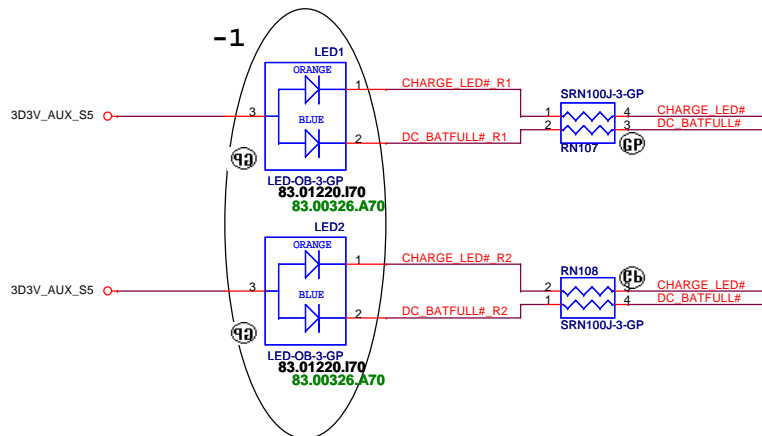 -1
LED1
ORANGE
CHARGE_LED#_R1
SRN100J-3-GP
3D3V_AUX_S5
3
1
1
4
CHARGE_LED#
BLUE
DC_BATFULL#_R1
2
2
3
DC_BATFULL#
RN107
GP
GP
LED-OB-3-GP
83.01220.I70
83.00326.A70
LED2
ORANGE
CHARGE_LED#_R2
RN108
GP
3D3V_AUX_S5
3
1
2
3
CHARGE_LED#
BLUE
DC_BATFULL#_R2
2
1
4
DC_BATFULL#
SRN100J-3-GP
GP
LED-OB-3-GP
83.01220.I70
83.00326.A70